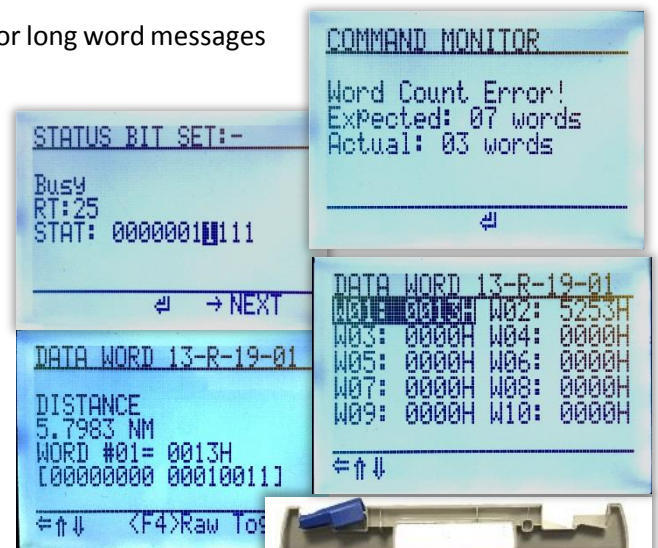 or long word messages
COMMAND MONITOR
Word Count Error!
Expected: 07 words
Actual: 03 words
STATUS BIT SET:-
Busy
RT:25
STAT: 00000011111
→ NEXT
DATA WORD 13-R-19-01
W01: 0013H W02: 5253H
W03: 0000H W04: 0000H
W05: 0000H W06: 0000H
W07: 0000H W08: 0000H
W09: 0000H W10: 0000H
DATA WORD 13-R-19-01
DISTANCE
5.7983 NM
WORD #01= 0013H
[00000000 00010011]
<F4>Raw Tog